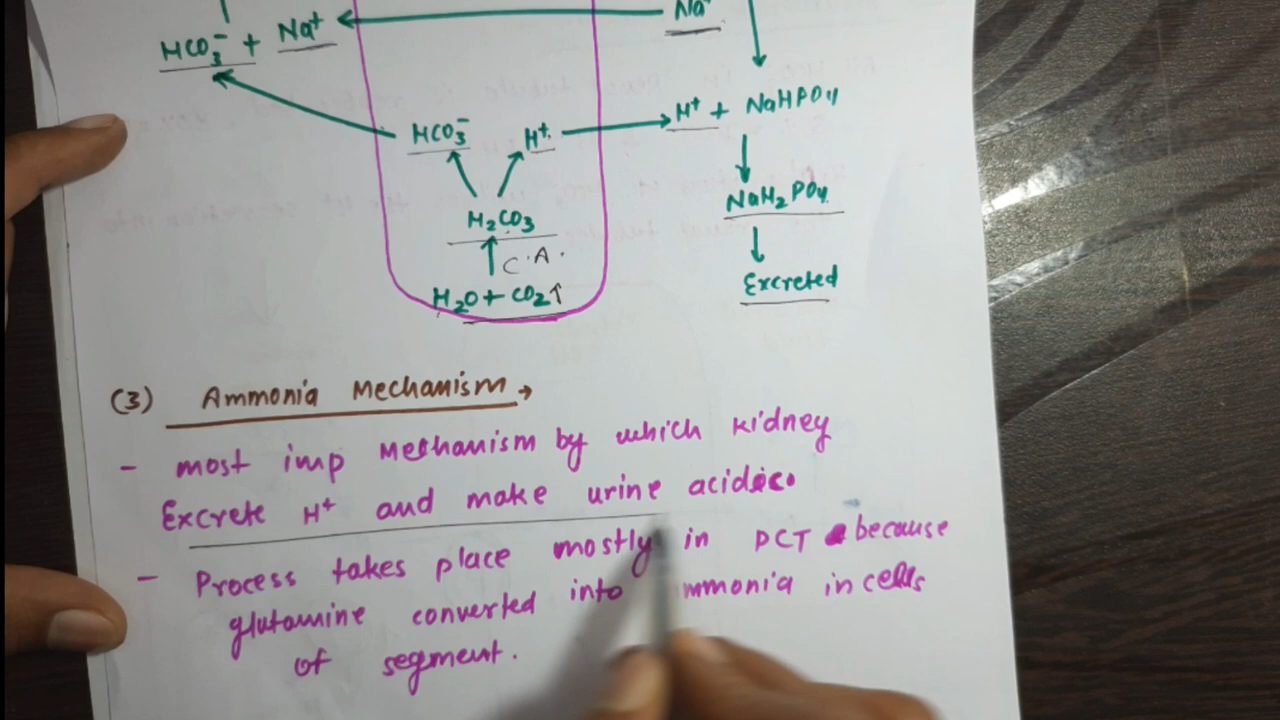 HCO₃⁻ + Na⁺
Na⁺
HCO₃⁻ H⁺
H⁺ + NaHPO₄
H₂CO₃
NaH₂PO₄
C.A.
H₂O + CO₂↑
Excreted
(3) Ammonia Mechanism →
- most imp Mechanism by which kidney
Excrete H⁺ and make urine acidic.
- Process takes place mostly in PCT because
glutamine converted into in cells
of segment.